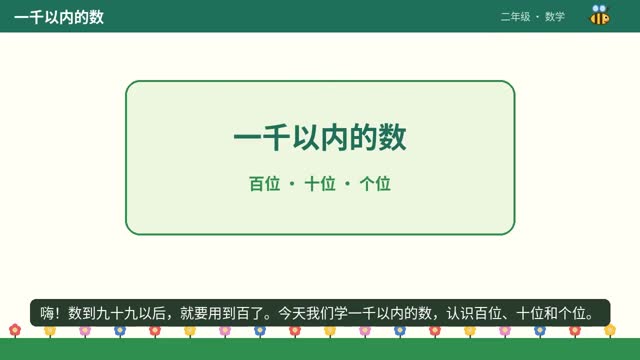 一千以内的数
二年级 · 数学
一千以内的数
百位 · 十位 · 个位
嗨！数到九十九以后，就要用到百了。今天我们学一千以内的数，认识百位、十位和个位。